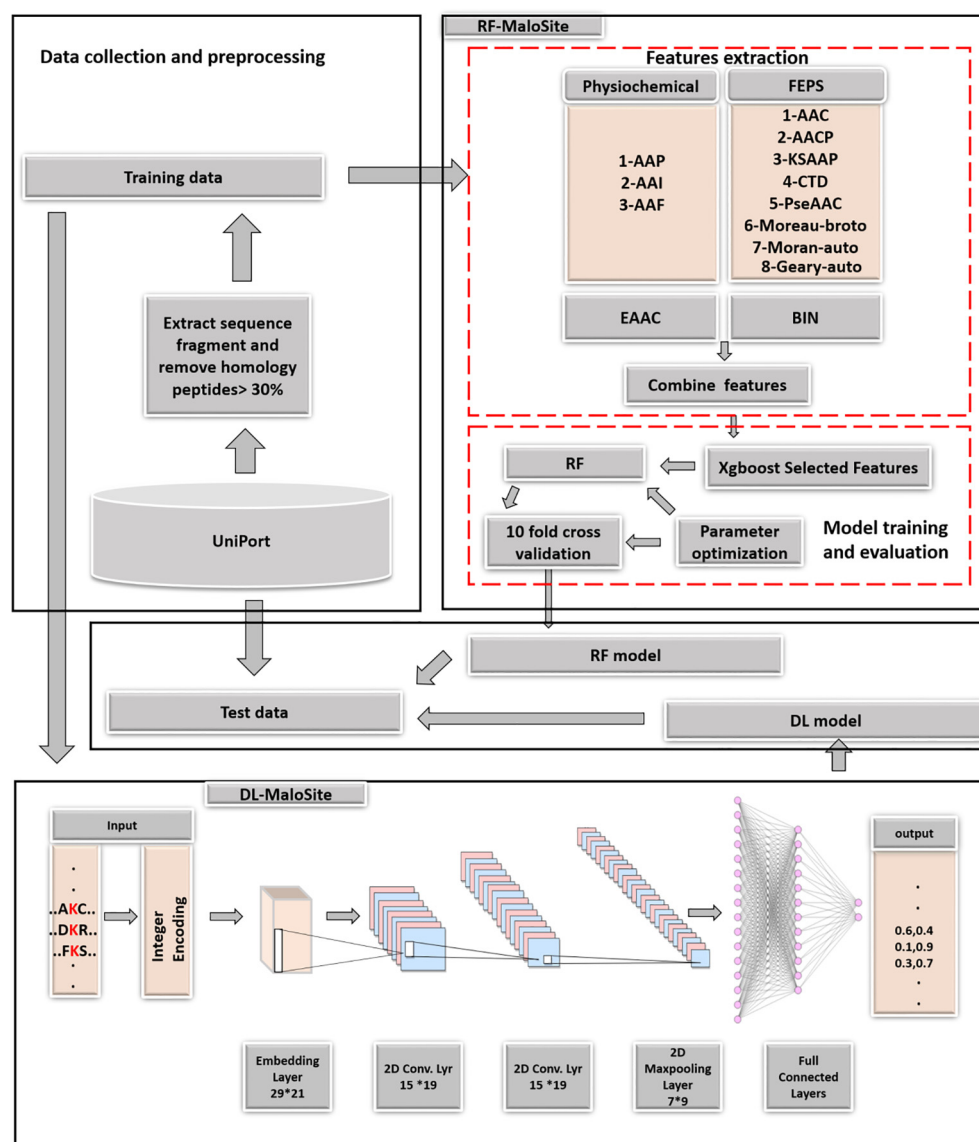 Data collection and preprocessing
Training data
Extract sequence
fragment and
remove homology
peptides> 30%
UniPort
RF-MaloSite
Features extraction
Physiochemical
FEPS
1-AAP
2-AAI
3-AAF
1-AAC
2-AACP
3-KSAAP
4-CTD
5-PseAAC
6-Moreau-broto
7-Moran-auto
8-Geary-auto
EAAC
BIN
Combine features
RF
Xgboost Selected Features
10 fold cross
validation
Parameter
optimization
Model training
and evaluation
RF model
Test data
DL model
DL-MaloSite
Input
.
.
..AKC..
..DKR..
..FKS..
.
Integer
Encoding
output
.
.
0.6,0.4
0.1,0.9
0.3,0.7
.
.
Embedding
Layer
29*21
2D Conv. Lyr
15 *19
2D Conv. Lyr
15 *19
2D
Maxpooling
Layer
7*9
Full
Connected
Layers